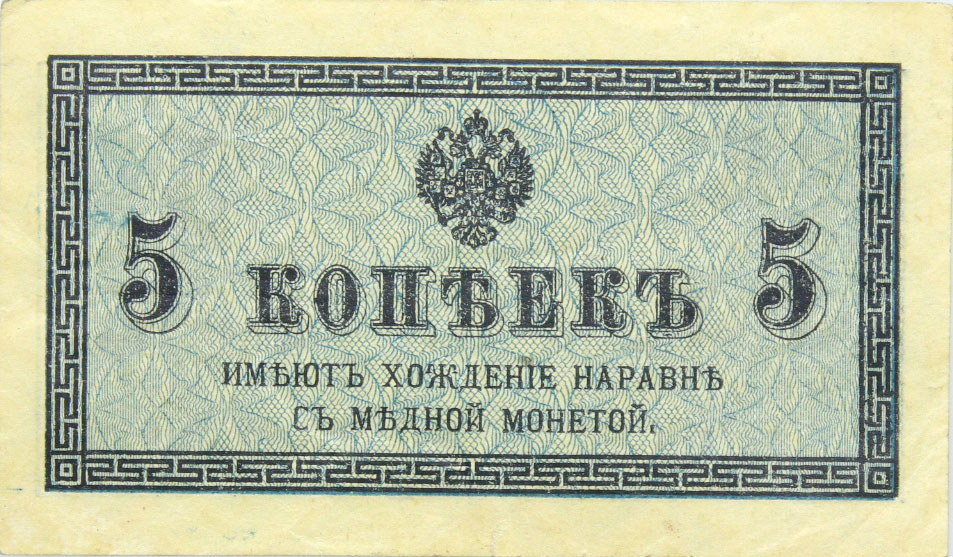 5 КОПѢЕКЪ 5
ИМѢЮТЪ ХОЖДЕНІЕ НАРАВНѢ
СЪ МѢДНОЙ МОНЕТОЙ.